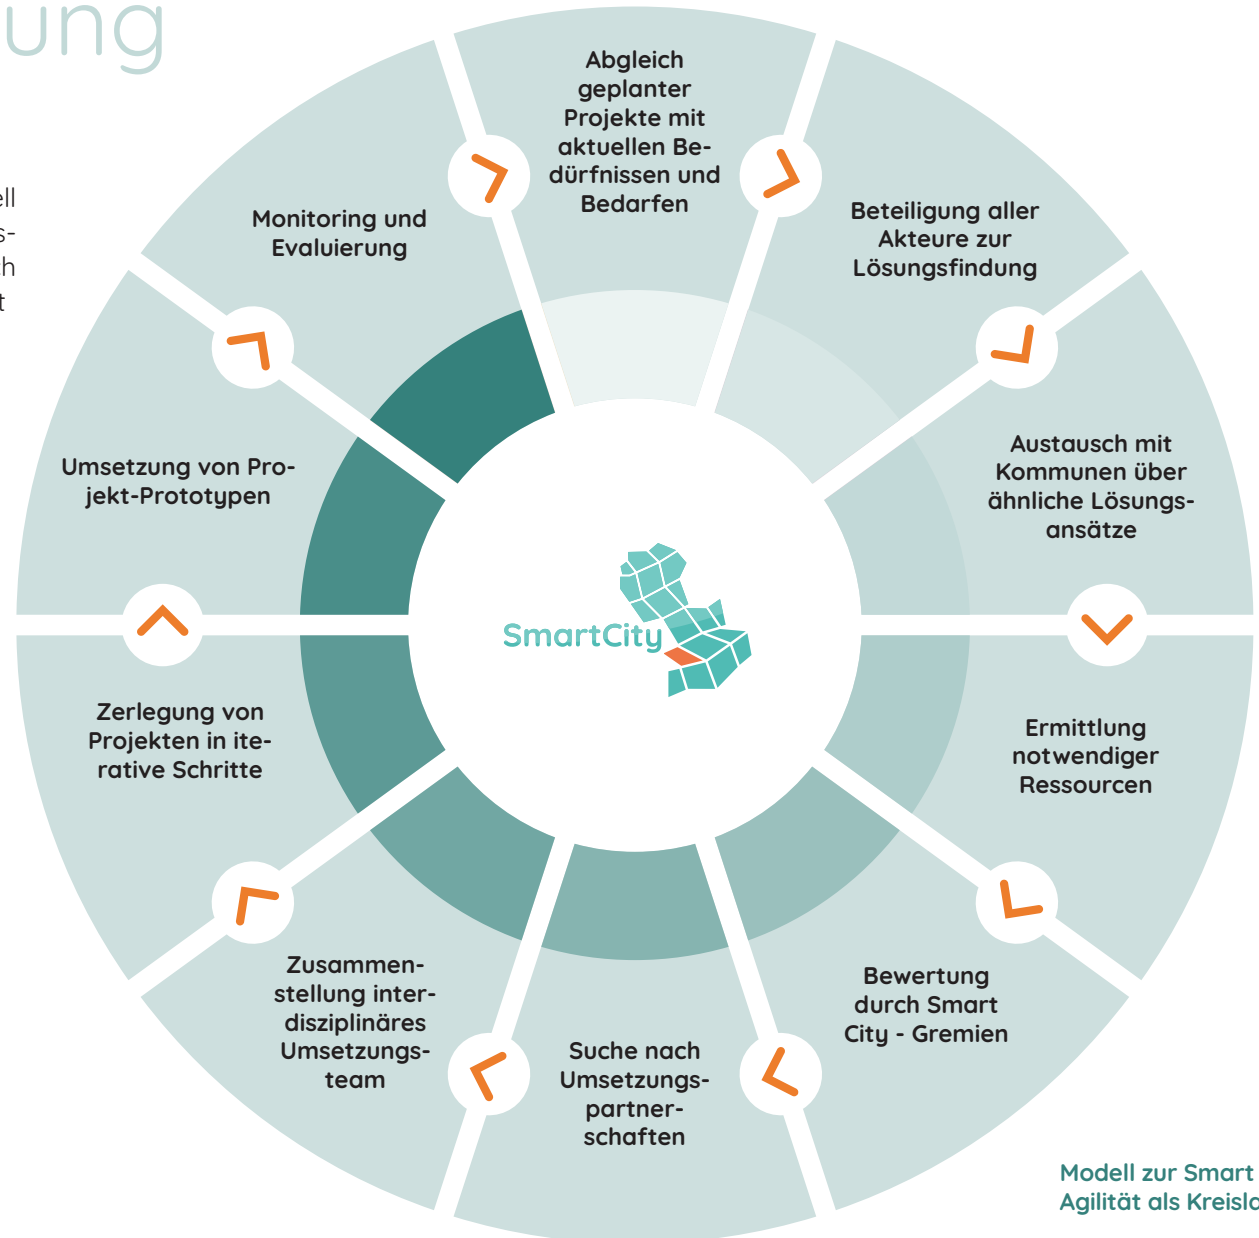 ung
ell
s-
ch
t
Abgleich
geplanter
Projekte mit
aktuellen Be-
dürfnissen und
Bedarfen
Beteiligung aller
Akteure zur
Lösungsfindung
Austausch mit
Kommunen über
ähnliche Lösungs-
ansätze
Ermittlung
notwendiger
Ressourcen
Bewertung
durch Smart
City - Gremien
Suche nach
Umsetzungs-
partner-
schaften
Zusammen-
stellung inter-
disziplinäres
Umsetzungs-
team
Zerlegung von
Projekten in ite-
rative Schritte
Umsetzung von Pro-
jekt-Prototypen
Monitoring und
Evaluierung
SmartCity
Modell zur Smart
Agilität als Kreisla